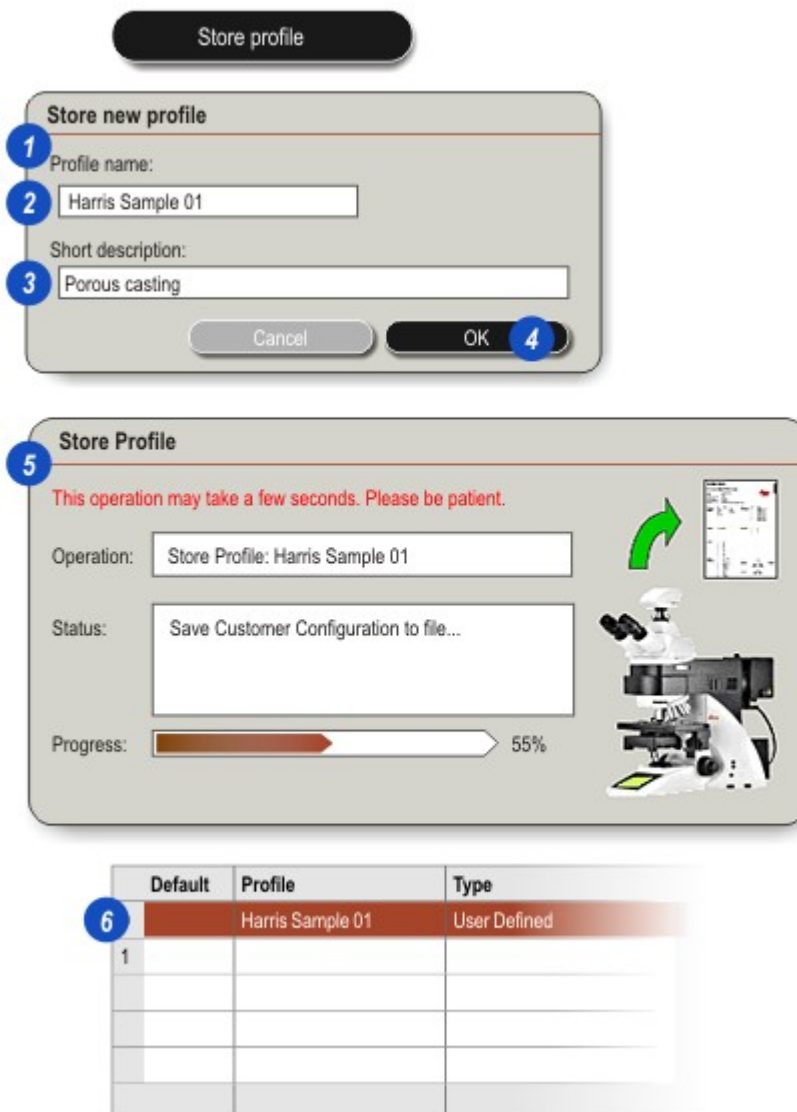 Store profile
Store new profile
1
Profile name:
2 Harris Sample 01
Short description:
3 Porous casting
Cancel OK 4
Store Profile
5
This operation may take a few seconds. Please be patient.
Operation: Store Profile: Harris Sample 01
Status: Save Customer Configuration to file...
Progress: 55%
Default Profile Type
6 Harris Sample 01 User Defined
1